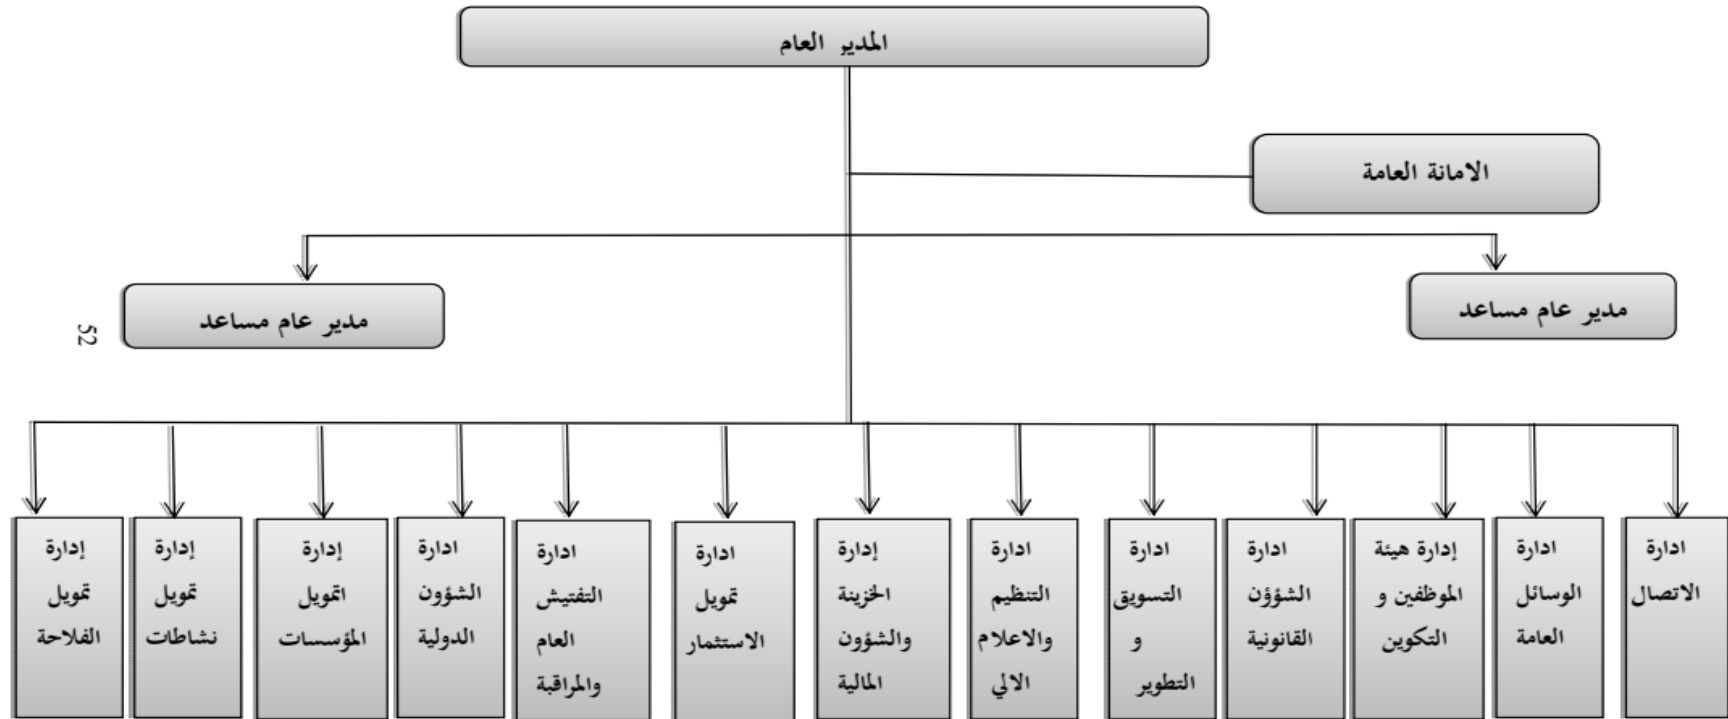 المدير العام
الامانة العامة
مدير عام مساعد
مدير عام مساعد
52
ادارة
الاتصال
ادارة
الوسائل
العامة
إدارة هيئة
الموظفين و
التكوين
ادارة
الشؤؤن
القانونية
ادارة
التسويق
و
التطوير
ادارة
التنظيم
والاعلام
الالي
إدارة
الخزينة
والشؤون
المالية
ادارة
تمويل
الاستثمار
ادارة
التفتيش
العام
والمراقبة
ادارة
الشؤون
الدولية
إدارة
اتمويل
المؤسسات
إدارة
تمويل
نشاطات
إدارة
تمويل
الفلاحة